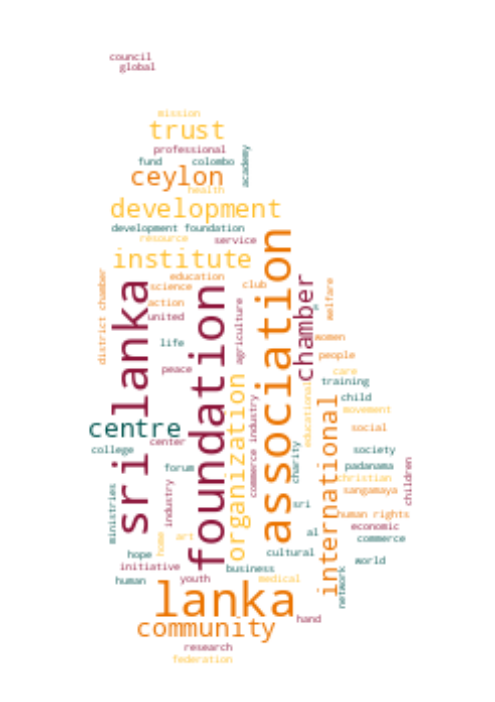 council
global
mission
trust
professional
fund
colombo
academy
ceylon
health
development
development foundation
resource
service
institute
education
district chamber
science
club
welfare
action
united
sri lanka
foundation
association
chamber
s
agriculture
life
women
people
peace
care
training
organization
educational
international
child
movement
centre
center
social
college
commerce industry
charity
society
forum
padanama
christian
children
industry
sangamaya
ministries
sri
human rights
economic
home
art
al
commerce
hope
cultural
world
initiative
business
human
youth
medical
network
lanka
hand
community
research
federation